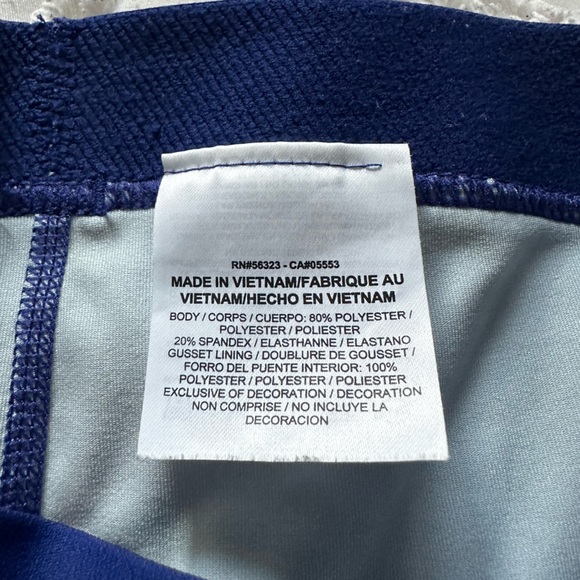 RN#56323 - CA#05553
MADE IN VIETNAM/FABRIQUE AU
VIETNAM/HECHO EN VIETNAM
BODY / CORPS / CUERPO: 80% POLYESTER /
POLYESTER / POLIESTER
20% SPANDEX / ELASTHANNE / ELASTANO
GUSSET LINING / DOUBLURE DE GOUSSET /
FORRO DEL PUENTE INTERIOR: 100%
POLYESTER / POLYESTER / POLIESTER
EXCLUSIVE OF DECORATION / DECORATION
NON COMPRISE / NO INCLUYE LA
DECORACION